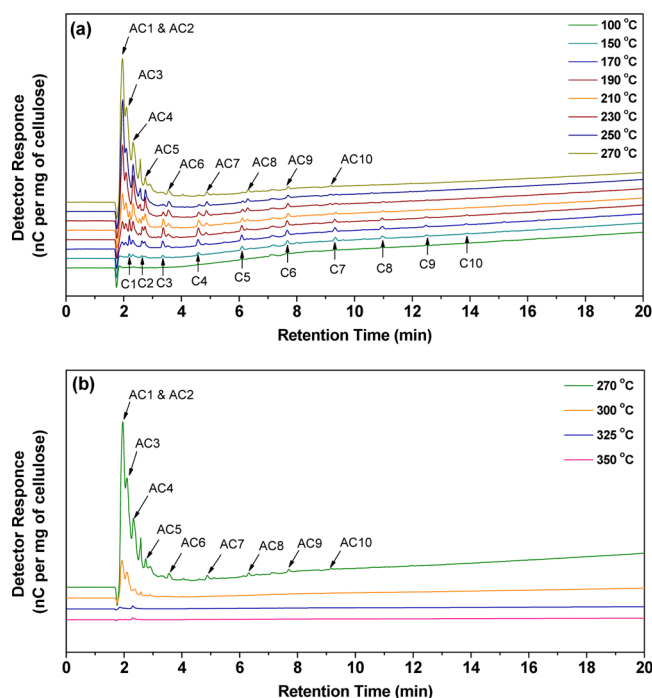 (a)
AC1 & AC2
AC3
AC4
AC5
AC6
AC7
AC8
AC9
AC10
100 °C
150 °C
170 °C
190 °C
210 °C
230 °C
250 °C
270 °C
C1
C2
C3
C4
C5
C6
C7
C8
C9
C10
Detector Responce
(nC per mg of cellulose)
0 2 4 6 8 10 12 14 16 18 20
Retention Time (min)
(b)
AC1 & AC2
AC3
AC4
AC5
AC6
AC7
AC8
AC9
AC10
270 °C
300 °C
325 °C
350 °C
Detector Responce
(nC per mg of cellulose)
0 2 4 6 8 10 12 14 16 18 20
Retention Time (min)